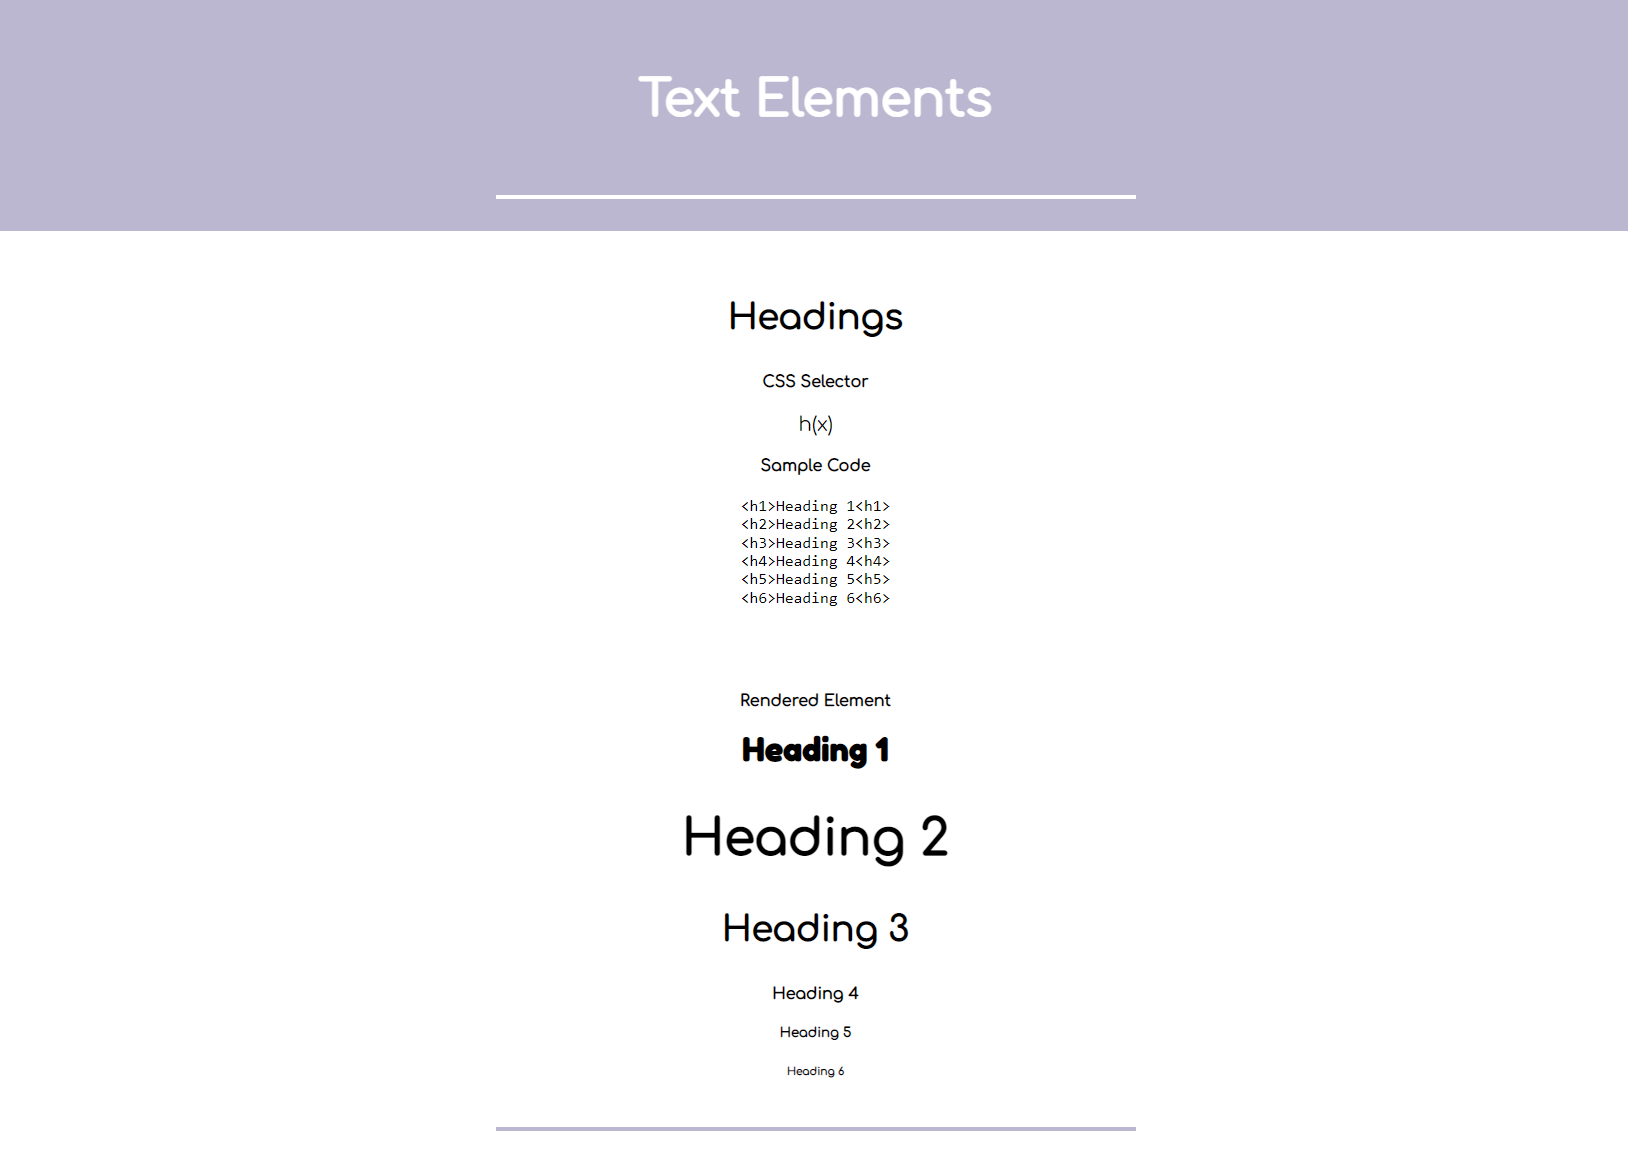 Text Elements
Headings
CSS Selector
h(x)
Sample Code
<h1>Heading 1<h1>
<h2>Heading 2<h2>
<h3>Heading 3<h3>
<h4>Heading 4<h4>
<h5>Heading 5<h5>
<h6>Heading 6<h6>
Rendered Element
Heading 1
Heading 2
Heading 3
Heading 4
Heading 5
Heading 6